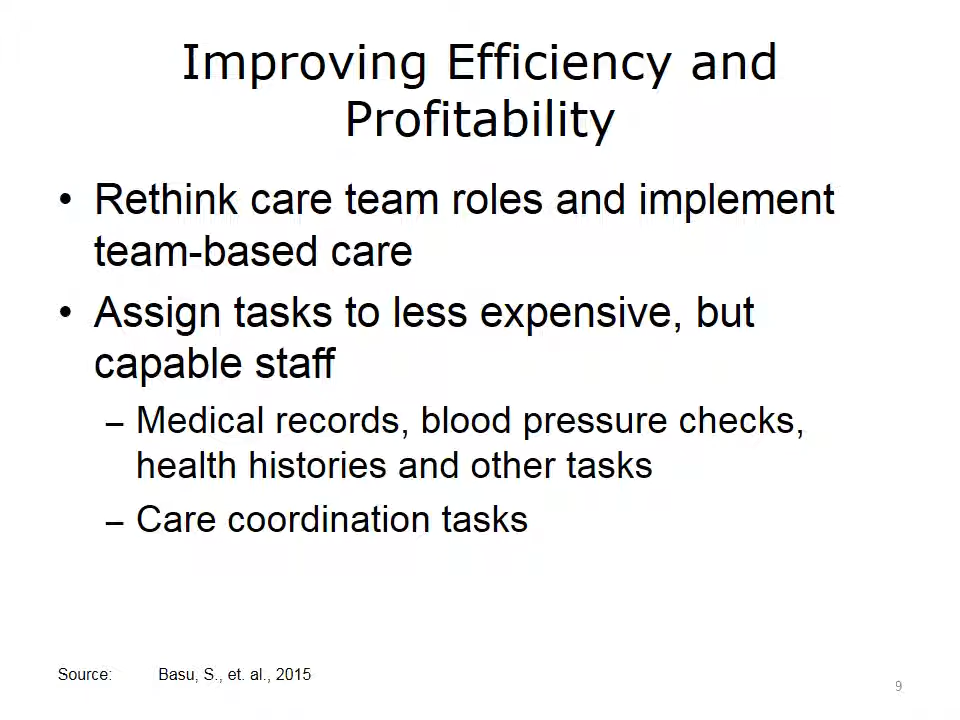 Improving Efficiency and
Profitability
• Rethink care team roles and implement
team-based care
• Assign tasks to less expensive, but
capable staff
– Medical records, blood pressure checks,
health histories and other tasks
– Care coordination tasks
Source: Basu, S., et. al., 2015
9